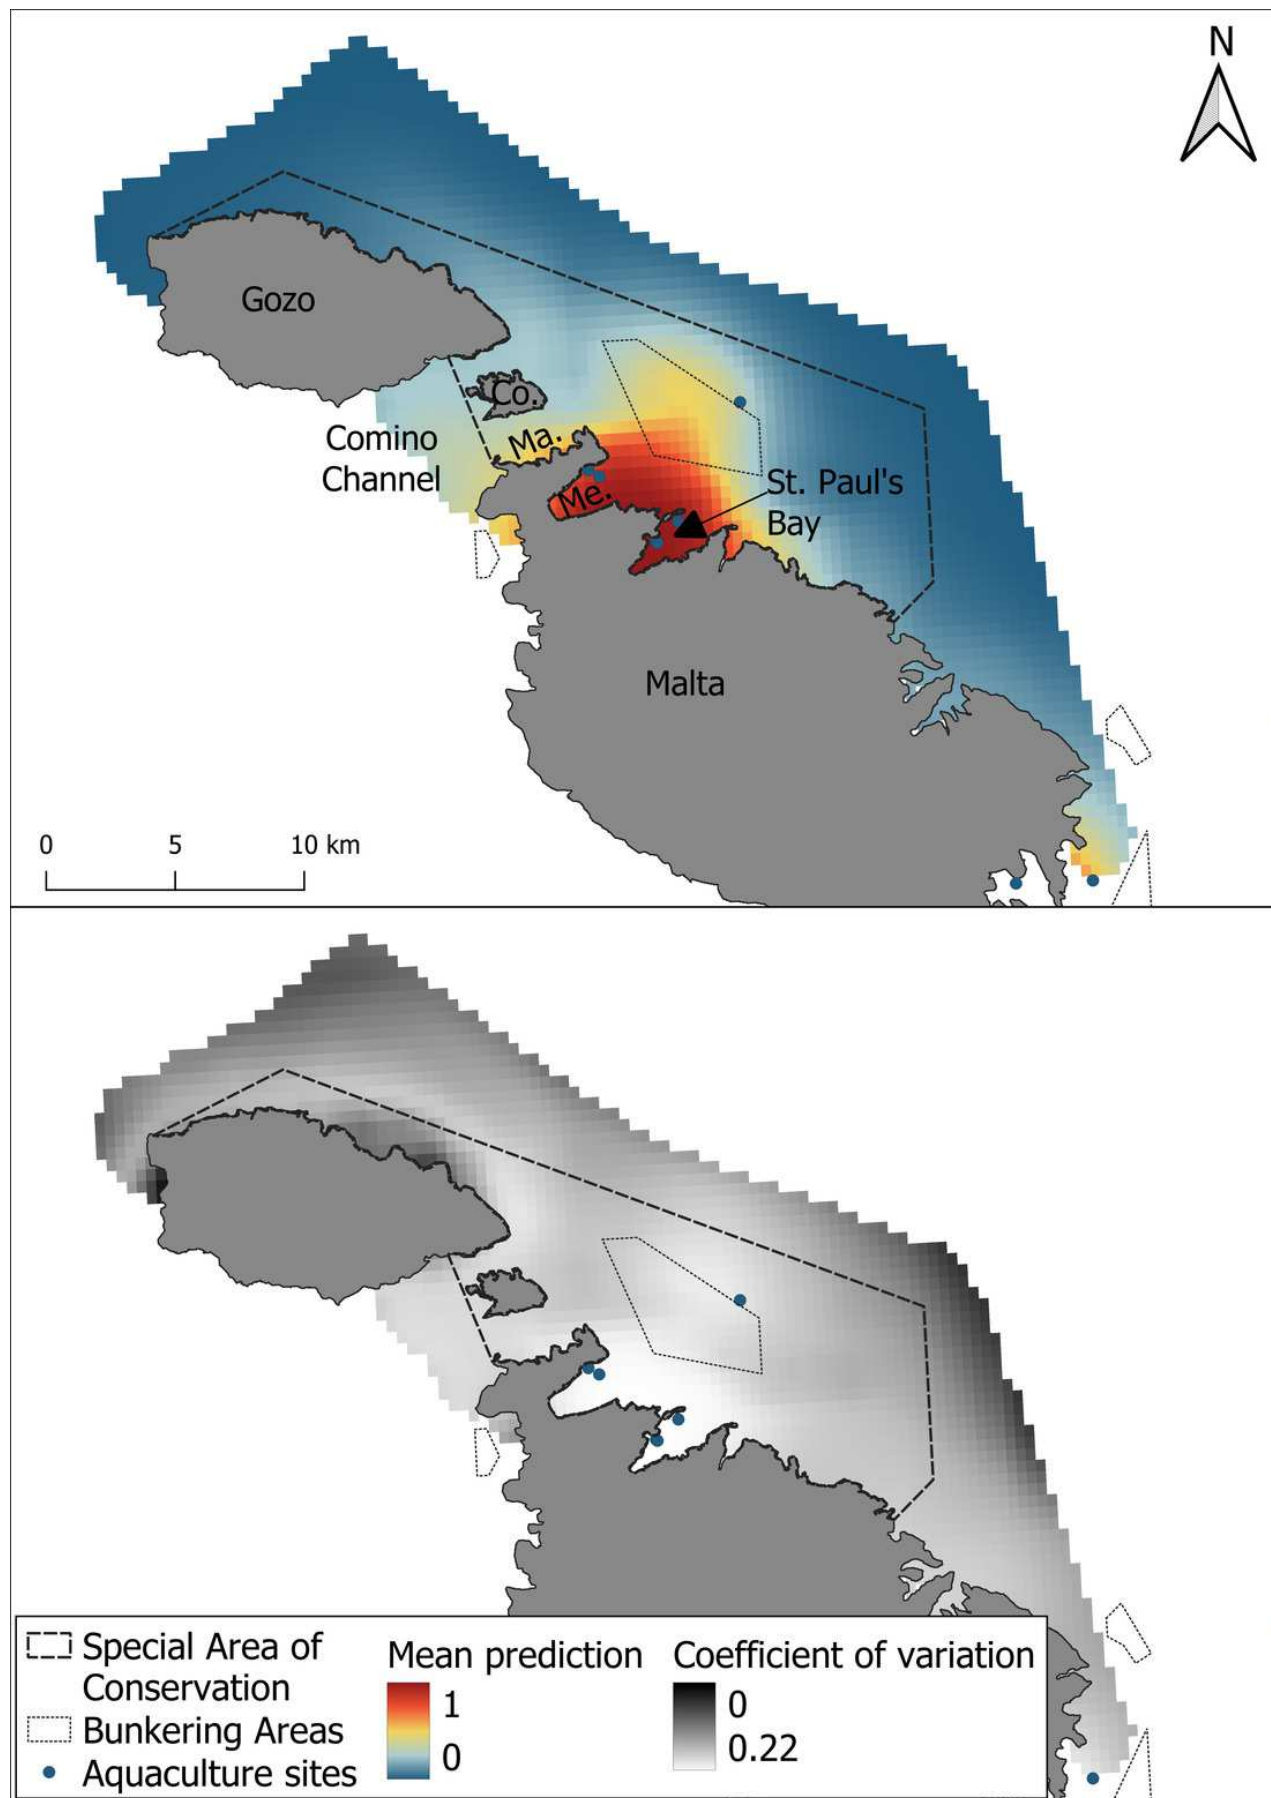 N
Gozo
Co.
Comino
Channel
Ma.
Me.
St. Paul's
Bay
Malta
0 5 10 km
Special Area of
Conservation
Bunkering Areas
Aquaculture sites
Mean prediction
1
0
Coefficient of variation
0
0.22